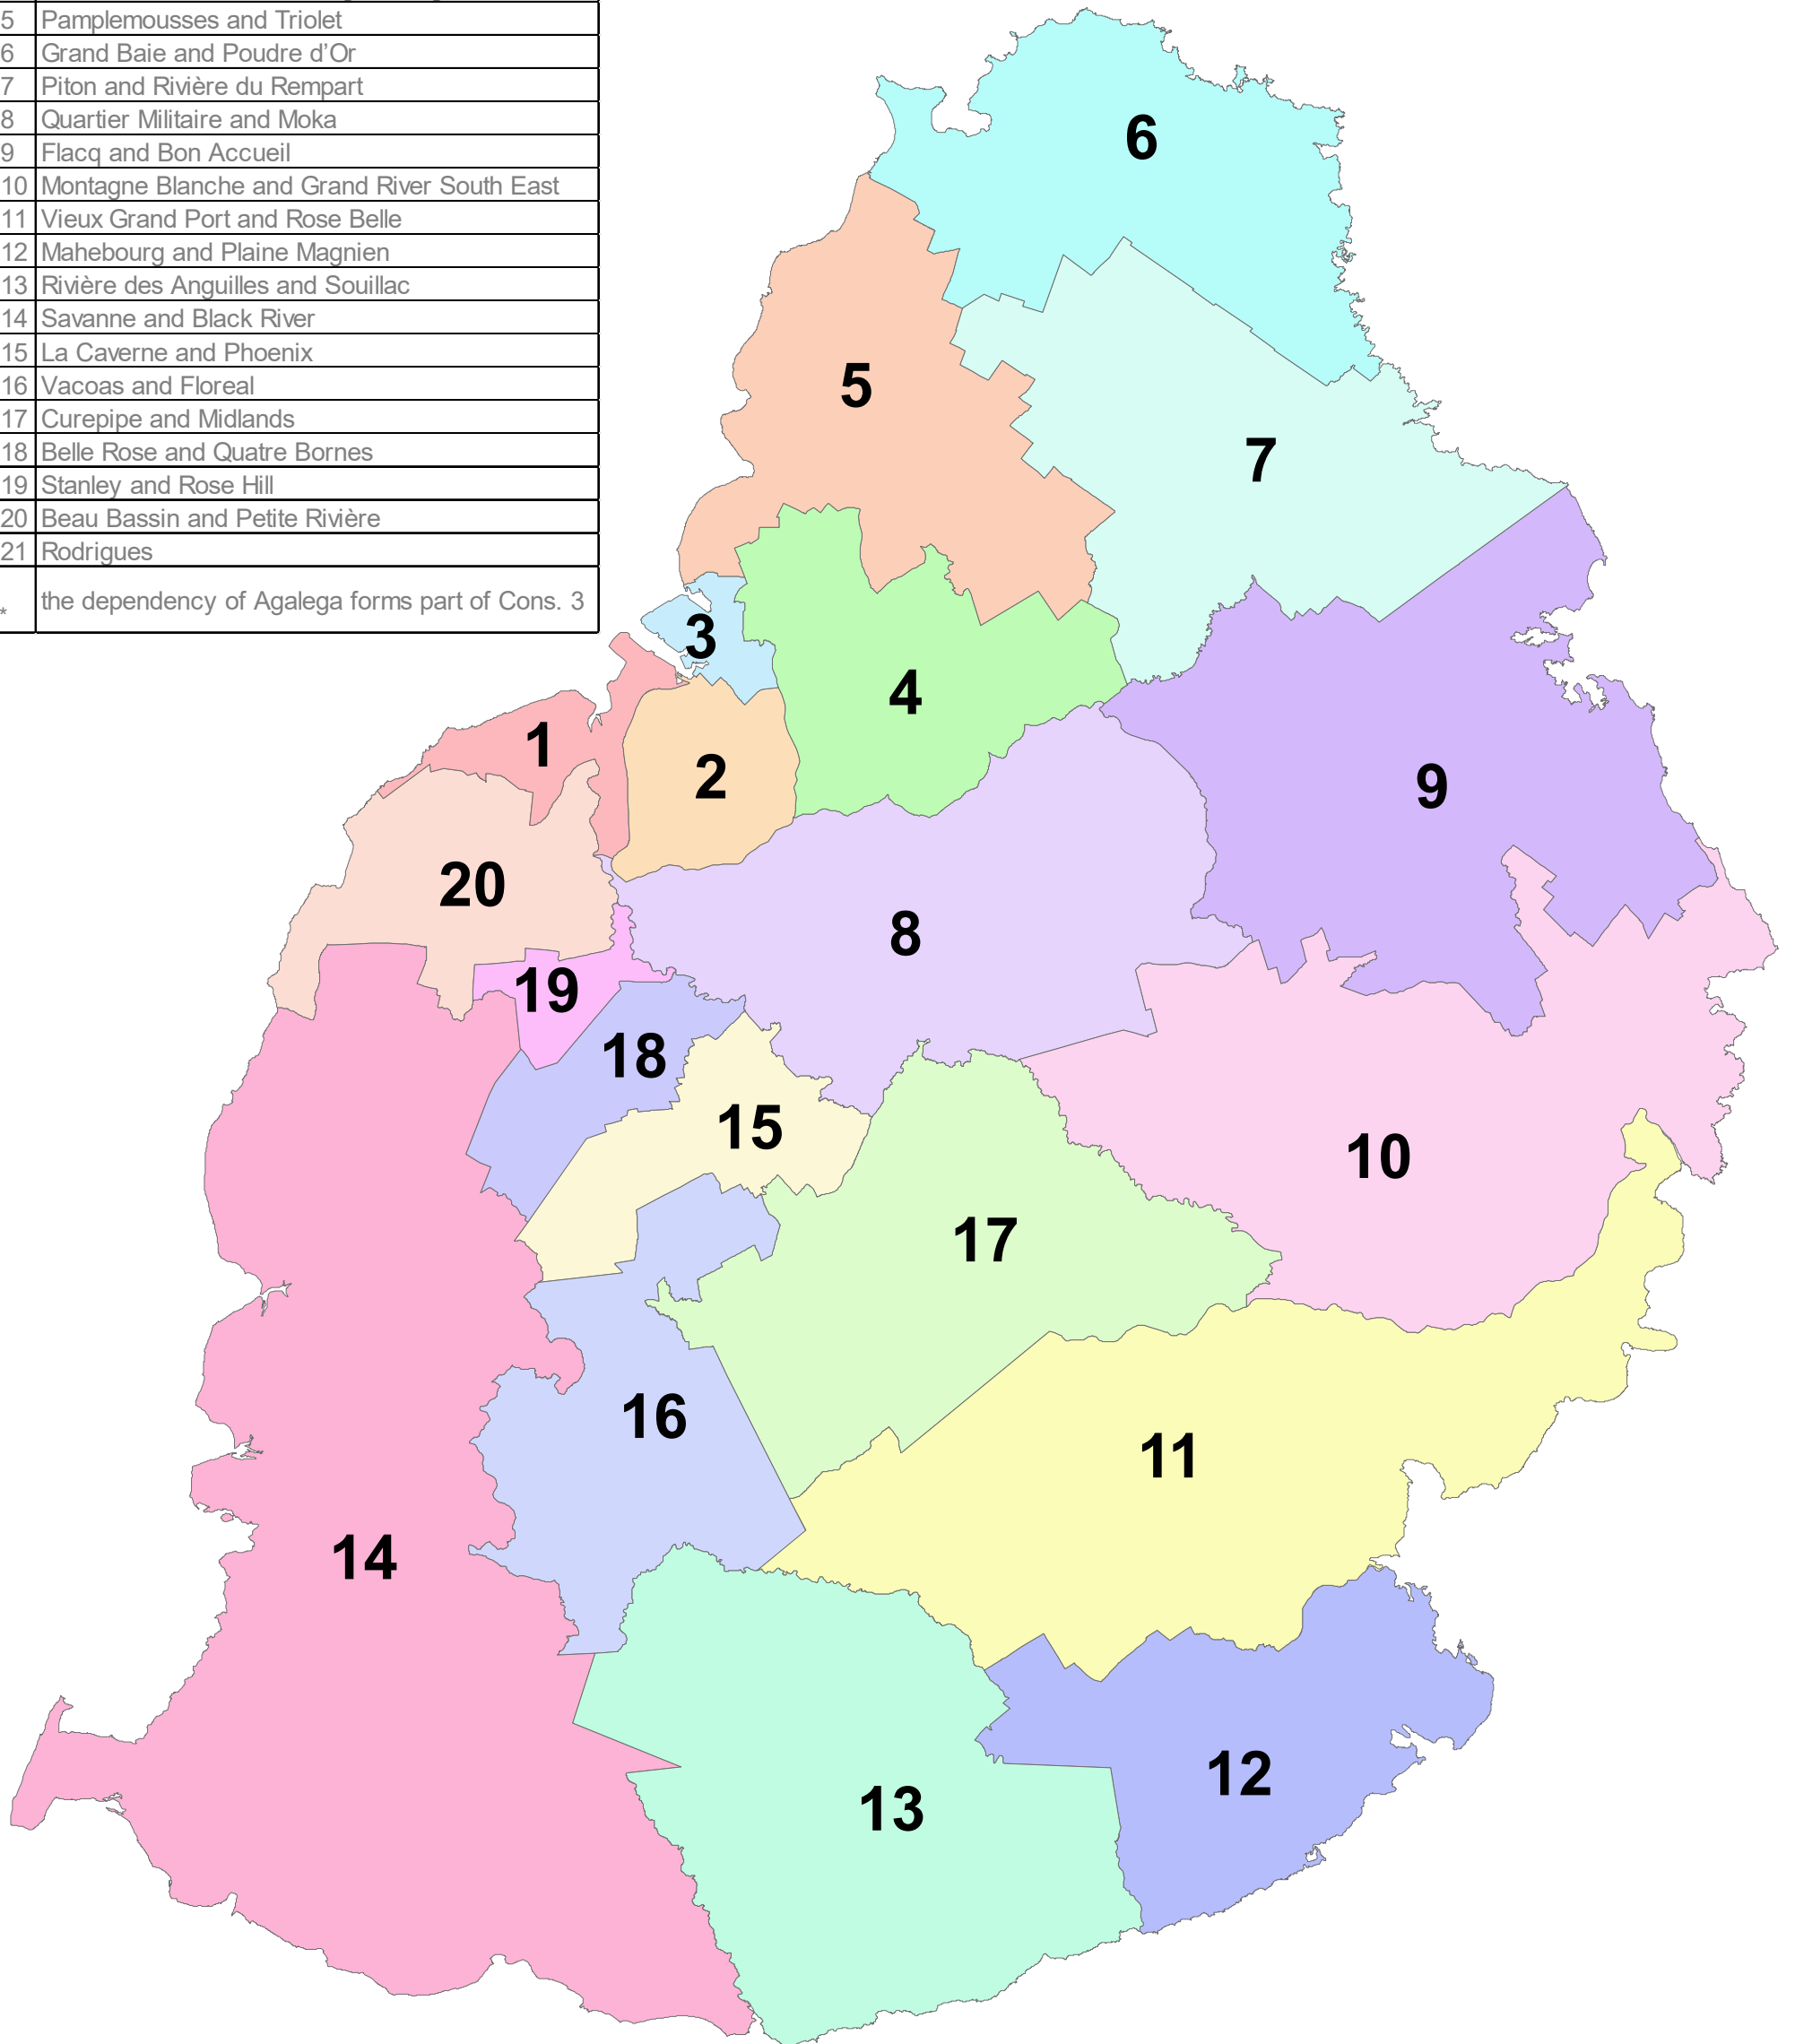 5 Pamplemousses and Triolet
6 Grand Baie and Poudre d’Or
7 Piton and Rivière du Rempart
8 Quartier Militaire and Moka
9 Flacq and Bon Accueil
10 Montagne Blanche and Grand River South East
11 Vieux Grand Port and Rose Belle
12 Mahebourg and Plaine Magnien
13 Rivière des Anguilles and Souillac
14 Savanne and Black River
15 La Caverne and Phoenix
16 Vacoas and Floreal
17 Curepipe and Midlands
18 Belle Rose and Quatre Bornes
19 Stanley and Rose Hill
20 Beau Bassin and Petite Rivière
21 Rodrigues
* the dependency of Agalega forms part of Cons. 3
6
5
7
3
4
1
2
9
20
8
19
18
15
10
17
16
11
14
12
13